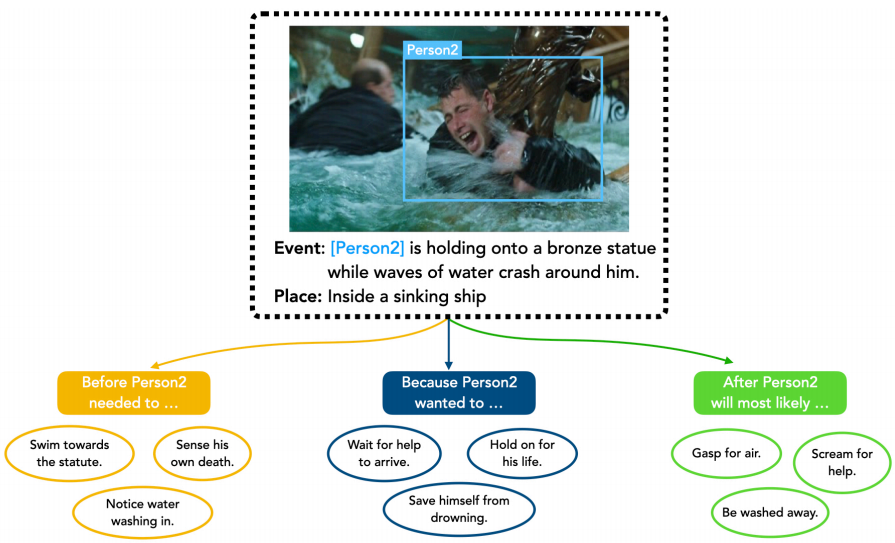 Person2
Event: [Person2] is holding onto a bronze statue
while waves of water crash around him.
Place: Inside a sinking ship
Before Person2
needed to ...
Swim towards
the statute.
Sense his
own death.
Notice water
washing in.
Because Person2
wanted to ...
Wait for help
to arrive.
Hold on for
his life.
Save himself from
drowning.
After Person2
will most likely ...
Gasp for air.
Scream for
help.
Be washed away.